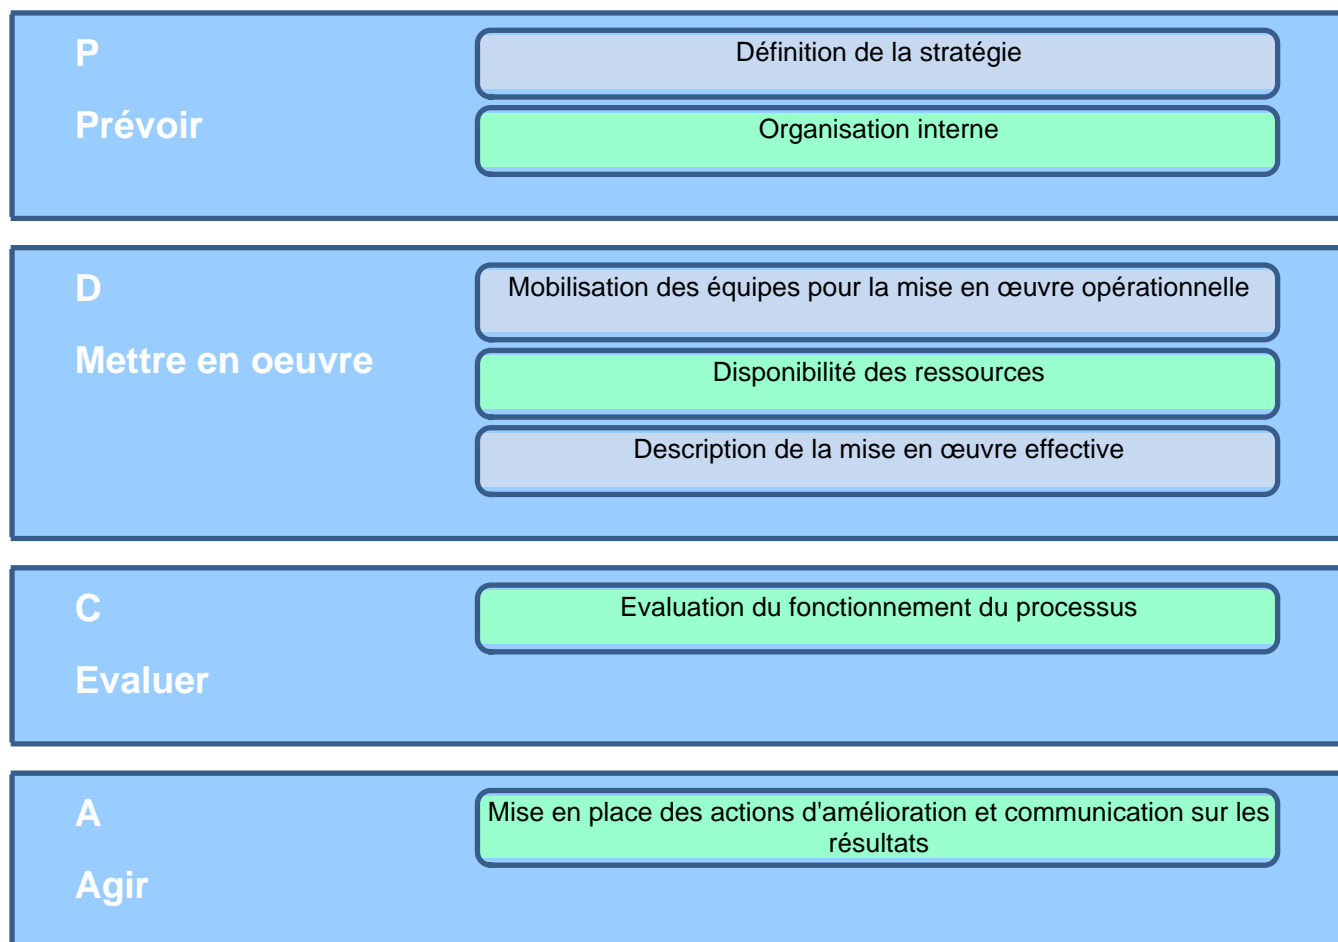 P
Prévoir
Définition de la stratégie
Organisation interne
D
Mettre en oeuvre
Mobilisation des équipes pour la mise en œuvre opérationnelle
Disponibilité des ressources
Description de la mise en œuvre effective
C
Evaluer
Evaluation du fonctionnement du processus
A
Agir
Mise en place des actions d'amélioration et communication sur les
résultats